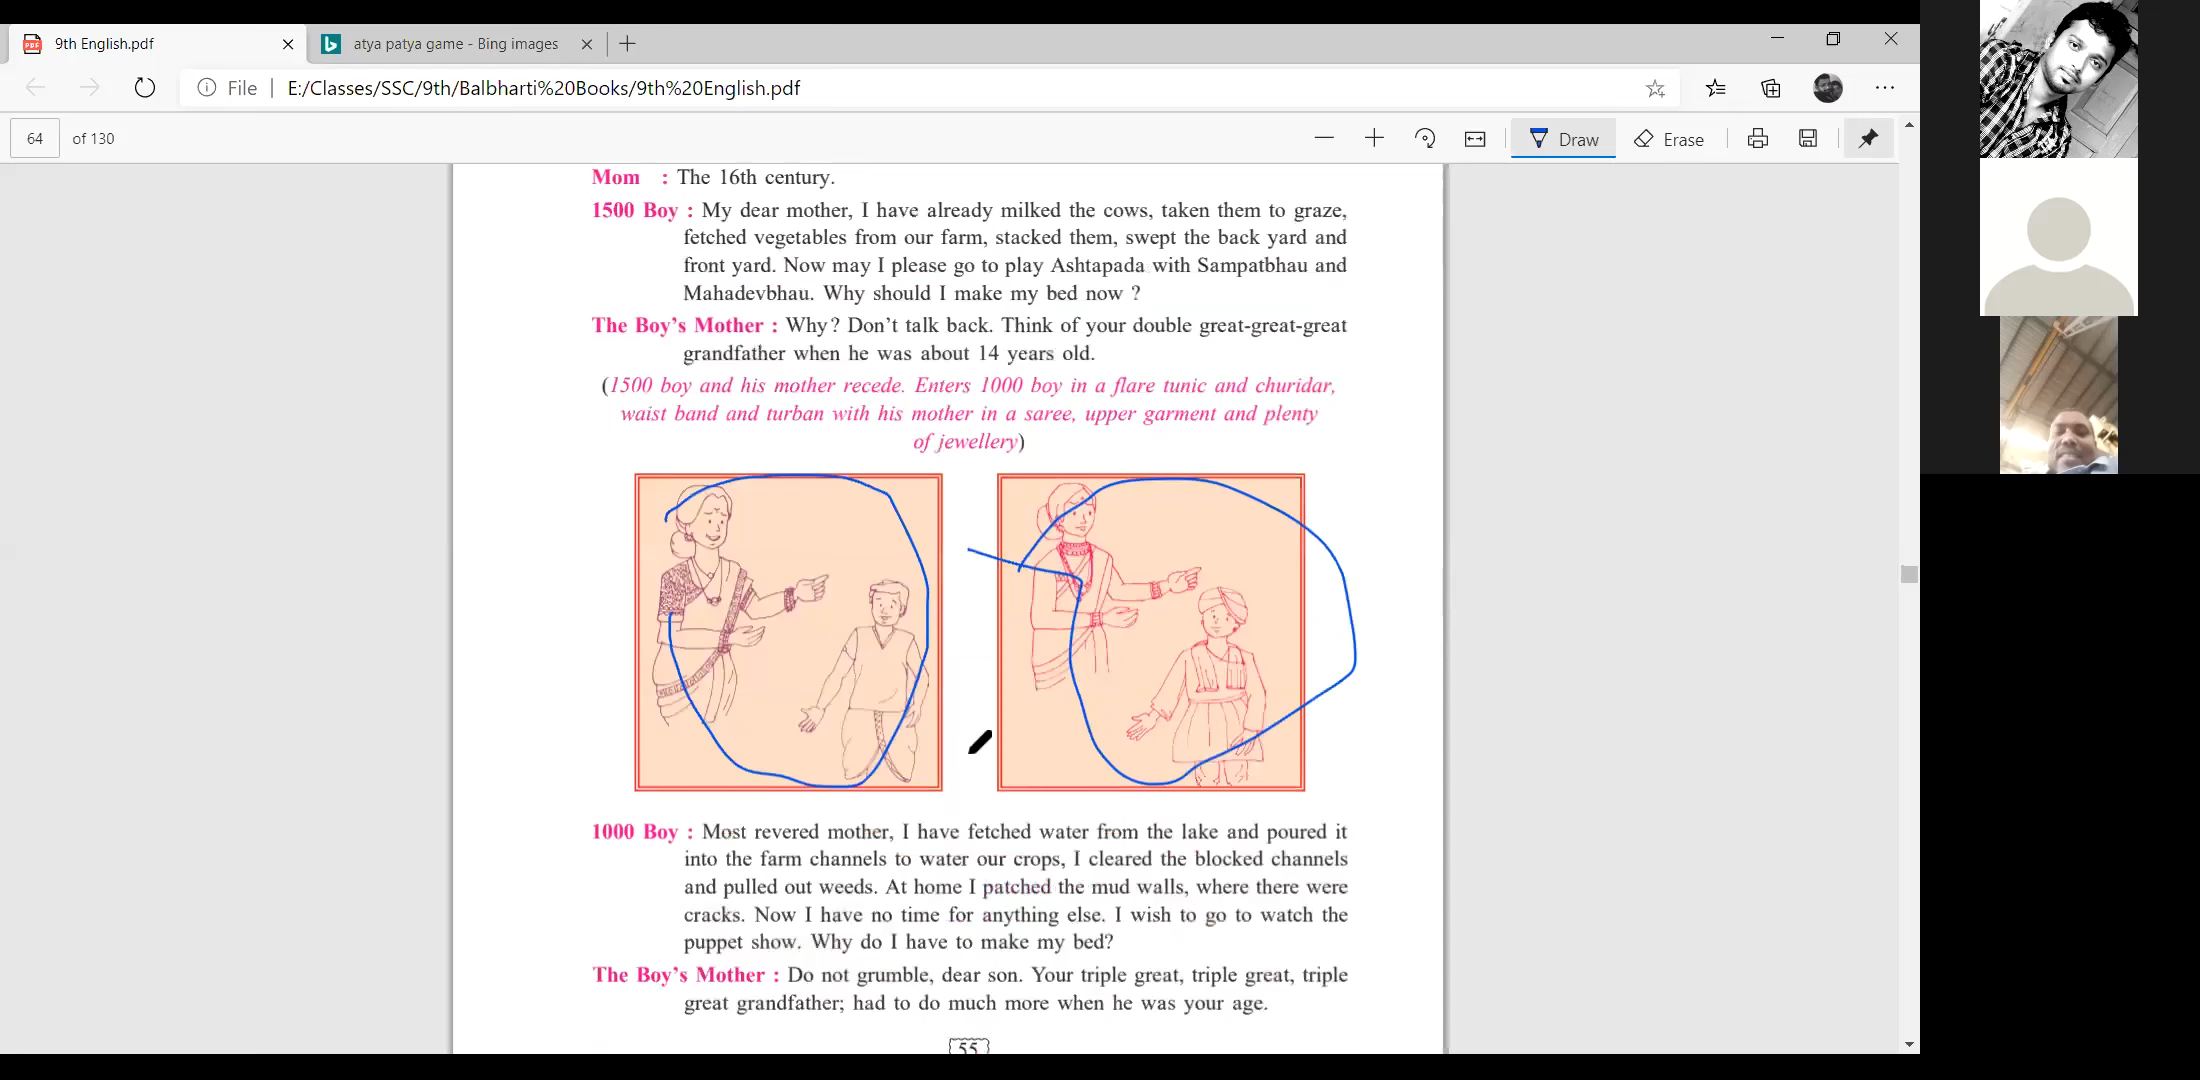 9th English.pdf
atya patya game - Bing images
File
E:/Classes/SSC/9th/Balbharti%20Books/9th%20English.pdf
64 of 130
Draw
Erase
Mom : The 16th century.
1500 Boy : My dear mother, I have already milked the cows, taken them to graze,
fetched vegetables from our farm, stacked them, swept the back yard and
front yard. Now may I please go to play Ashtapada with Sampatbhau and
Mahadevbhau. Why should I make my bed now ?
The Boy's Mother : Why? Don't talk back. Think of your double great-great-great
grandfather when he was about 14 years old.
(1500 boy and his mother recede. Enters 1000 boy in a flare tunic and churidar,
waist band and turban with his mother in a saree, upper garment and plenty
of jewellery)
1000 Boy : Most revered mother, I have fetched water from the lake and poured it
into the farm channels to water our crops, I cleared the blocked channels
and pulled out weeds. At home I patched the mud walls, where there were
cracks. Now I have no time for anything else. I wish to go to watch the
puppet show. Why do I have to make my bed?
The Boy's Mother : Do not grumble, dear son. Your triple great, triple great, triple
great grandfather; had to do much more when he was your age.
55